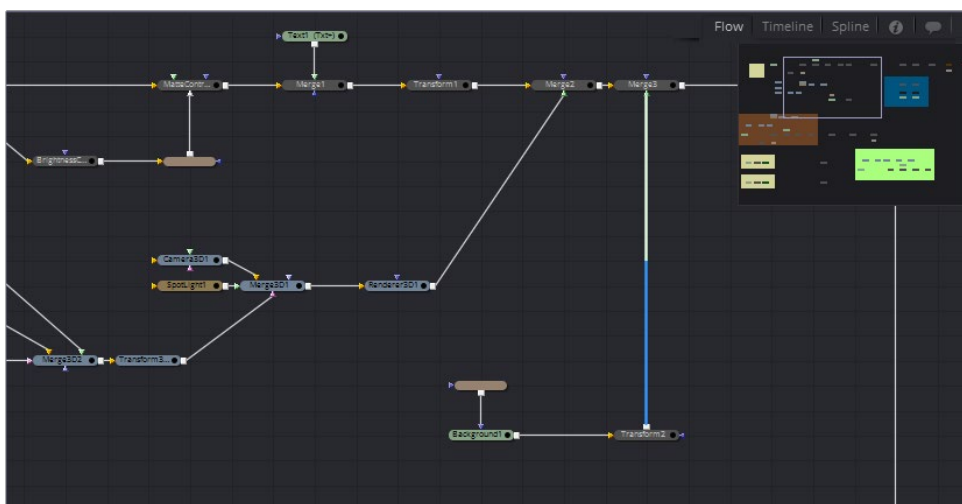 Flow Timeline Spline
Text1 (Txt+)
MatteContr...
Merge1
Transform1
Merge2
Merge3
BrightnessC...
Camera3D1
SpotLight1
Merge3D1
Renderer3D1
Merge3D2
Transform3...
Background1
Transform2